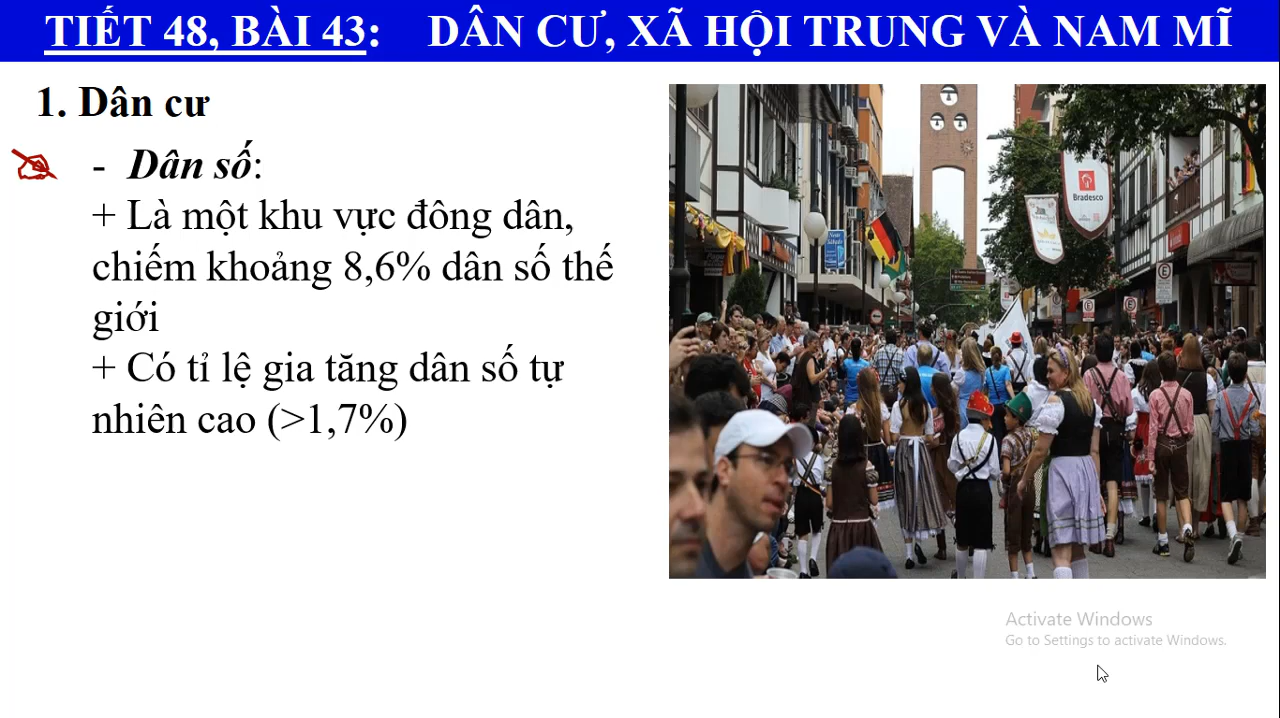 TIẾT 48, BÀI 43: DÂN CƯ, XÃ HỘI TRUNG VÀ NAM MĨ
1. Dân cư
- Dân số:
+ Là một khu vực đông dân,
chiếm khoảng 8,6% dân số thế
giới
+ Có tỉ lệ gia tăng dân số tự
nhiên cao (>1,7%)
Bradesco
E
E
E
Activate Windows
Go to Settings to activate Windows.